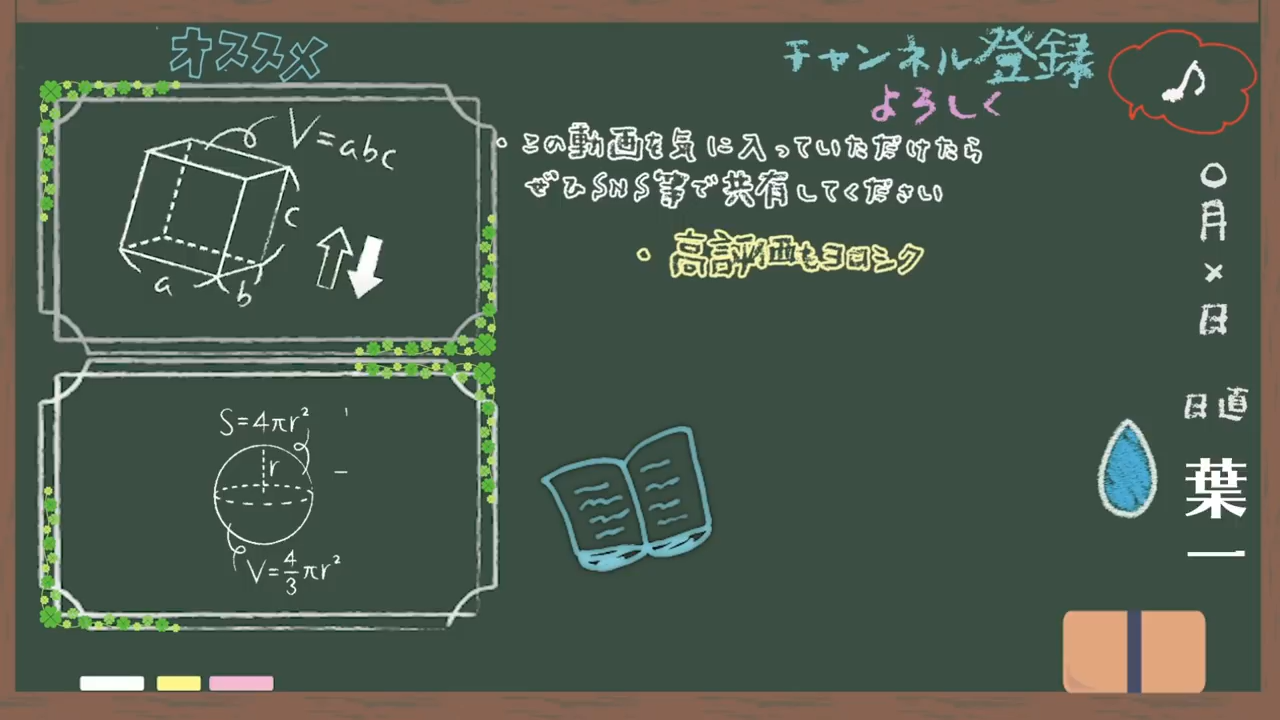 オススメ
V=abc
c
a
b
S=4πr²
r
V=4/3πr²
チャンネル登録
よろしく
・この動画を気に入っていただけたら
ぜひSNS等で共有してください
・高評価もヨロシク
♪
〇月×日
日直
葉一